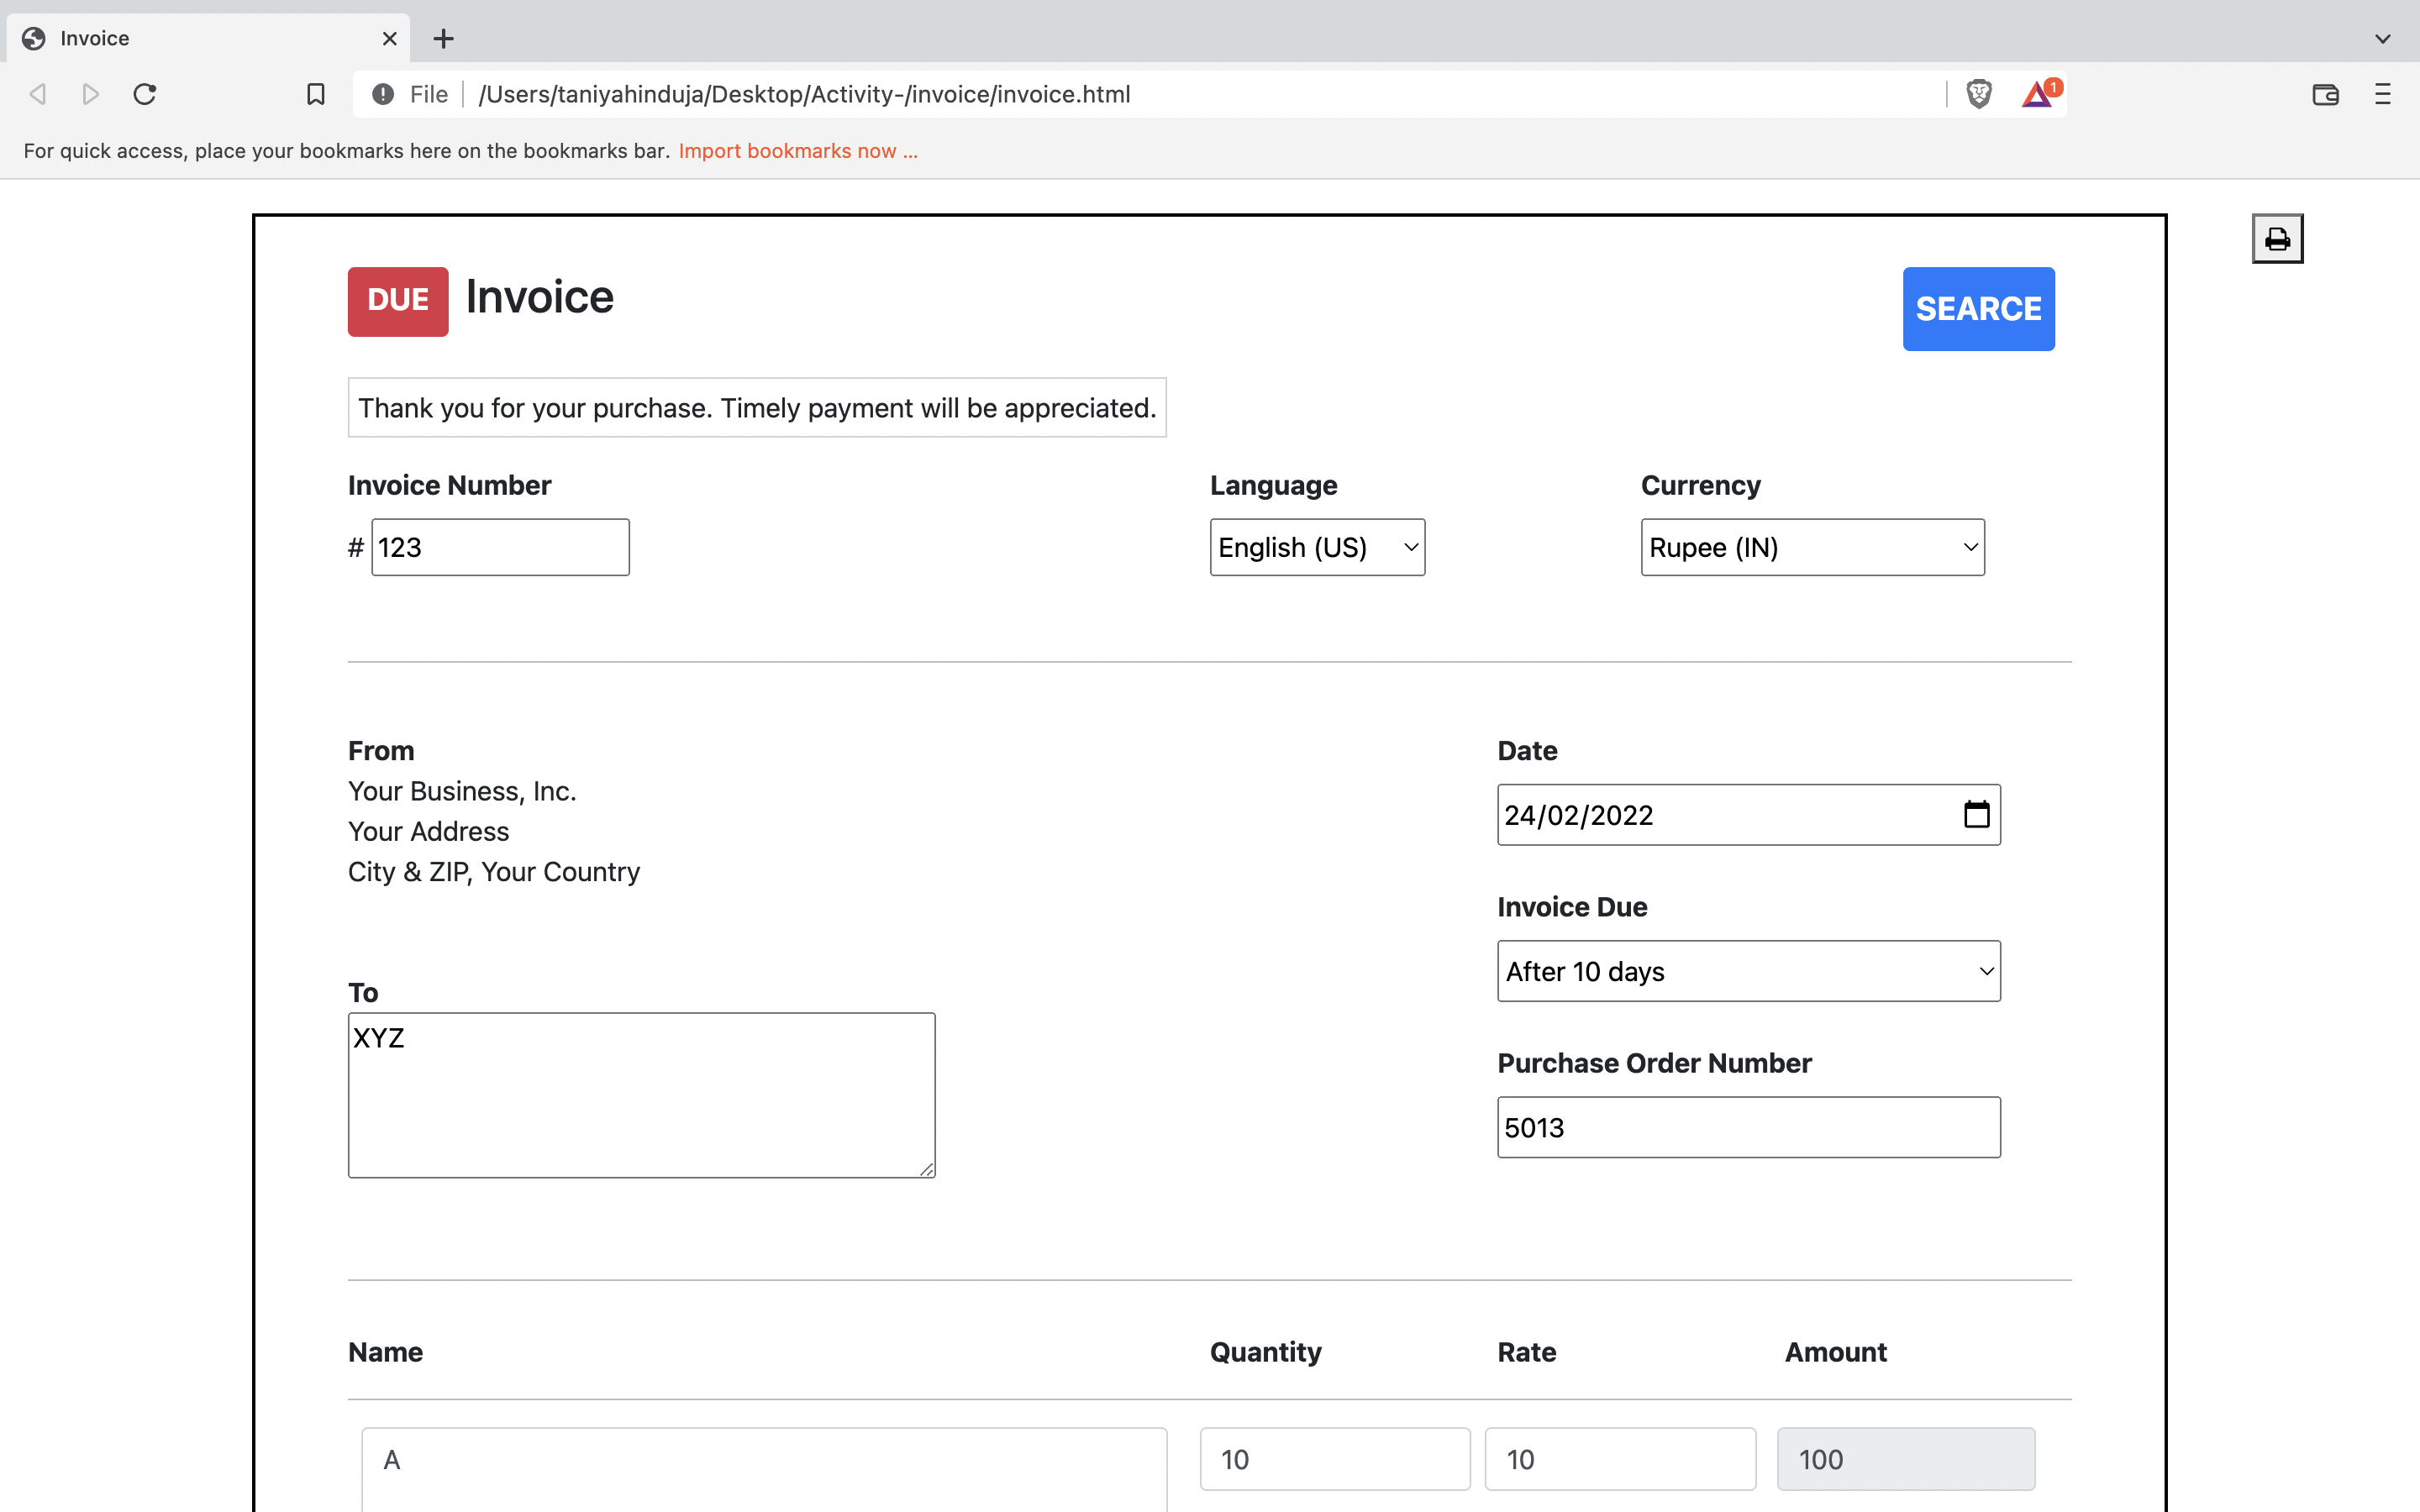 Invoice
File /Users/taniyahinduja/Desktop/Activity-/invoice/invoice.html
1
For quick access, place your bookmarks here on the bookmarks bar. Import bookmarks now ...
DUE Invoice
SEARCE
Thank you for your purchase. Timely payment will be appreciated.
Invoice Number Language Currency
# 123 English (US) Rupee (IN)
From
Your Business, Inc.
Your Address
City & ZIP, Your Country
Date
24/02/2022
Invoice Due
After 10 days
To
XYZ
Purchase Order Number
5013
Name Quantity Rate Amount
A 10 10 100